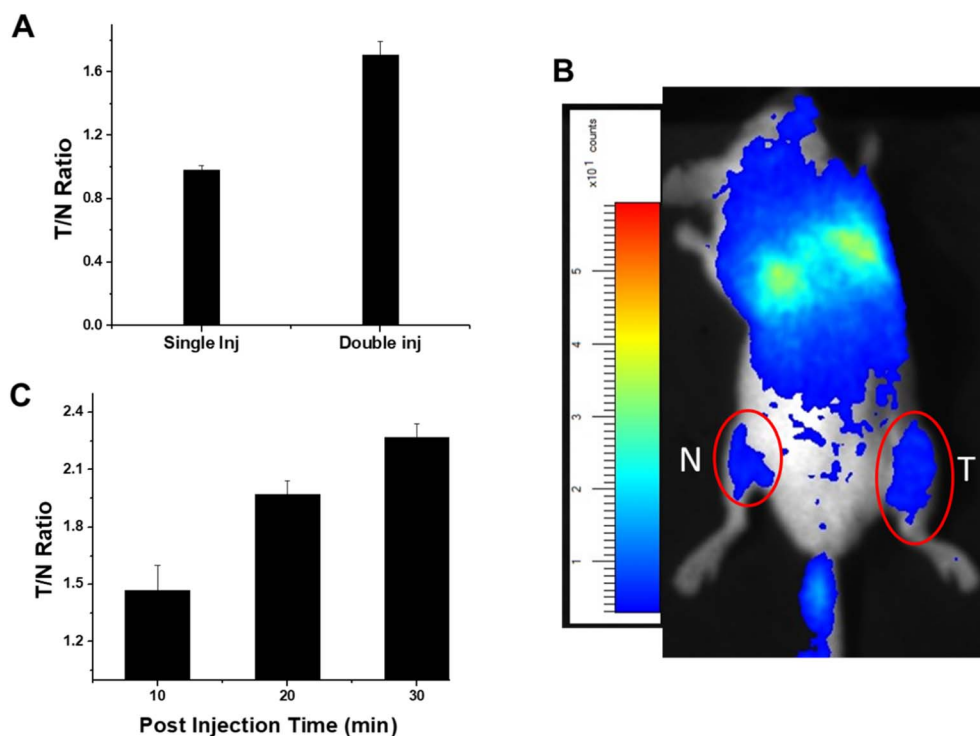 A
T/N Ratio
1.6
1.2
0.8
0.4
0.0
Single Inj
Double inj
B
x10¹ counts
5
4
3
2
1
N
T
C
T/N Ratio
2.4
2.1
1.8
1.5
1.2
10
20
30
Post Injection Time (min)